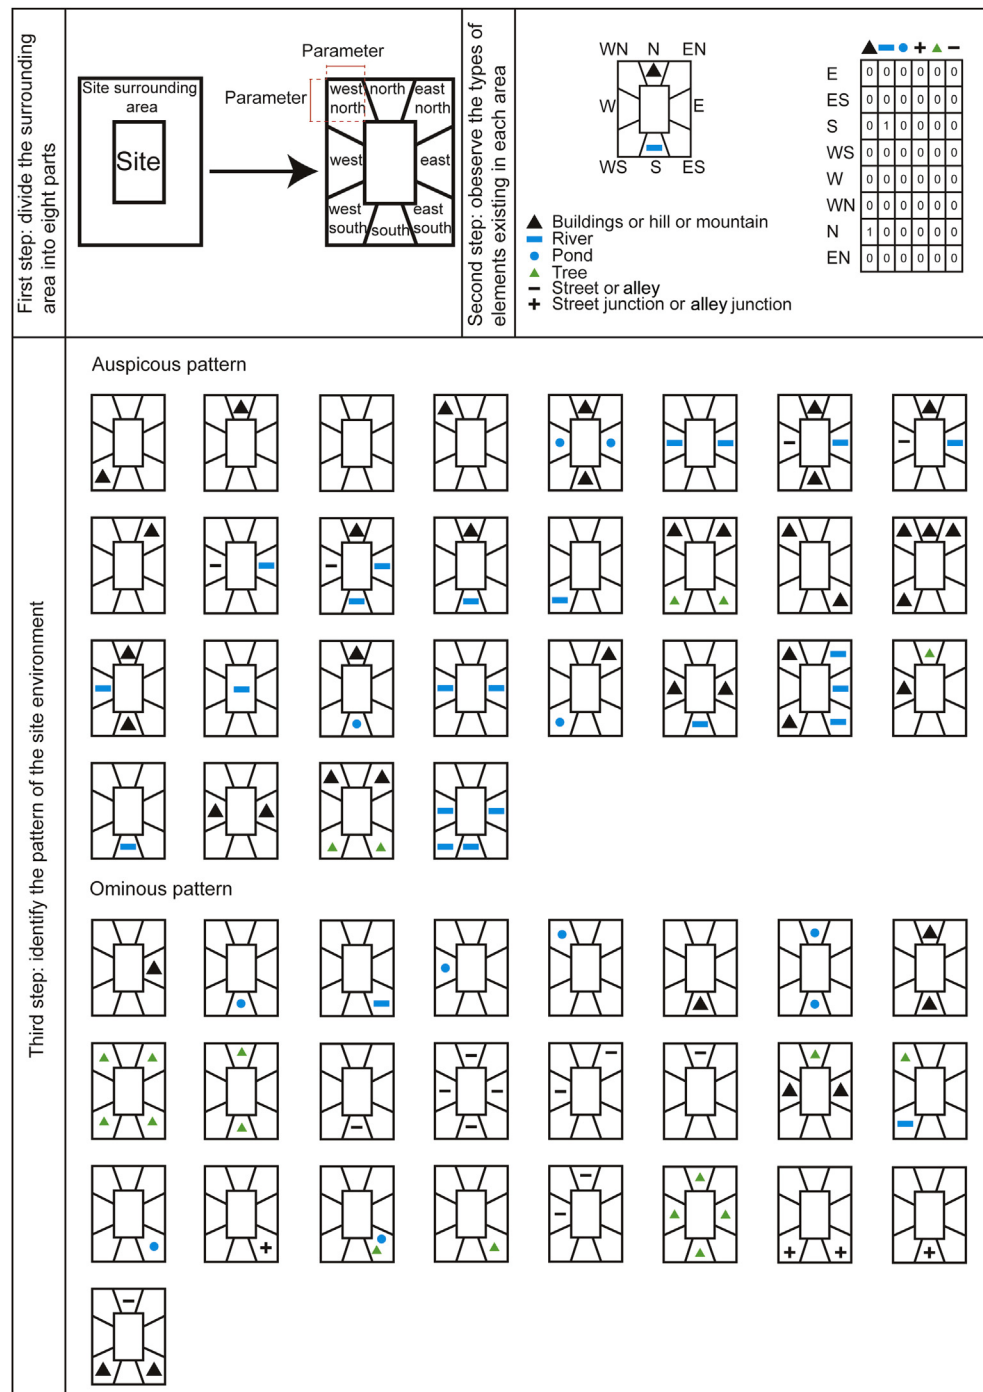 First step: divide the surrounding
area into eight parts
Site surrounding
area
Site
Parameter
Parameter
west
north
north
east
north
west
east
west
south
south
east
south
Second step: obeserve the types of
elements existing in each area
WN N EN
W E
WS S ES
Buildings or hill or mountain
River
Pond
Tree
Street or alley
Street junction or alley junction
E 0 0 0 0 0 0
ES 0 0 0 0 0 0
S 0 1 0 0 0 0
WS 0 0 0 0 0 0
W 0 0 0 0 0 0
WN 0 0 0 0 0 0
N 1 0 0 0 0 0
EN 0 0 0 0 0 0
Third step: identify the pattern of the site environment
Auspicous pattern
Ominous pattern